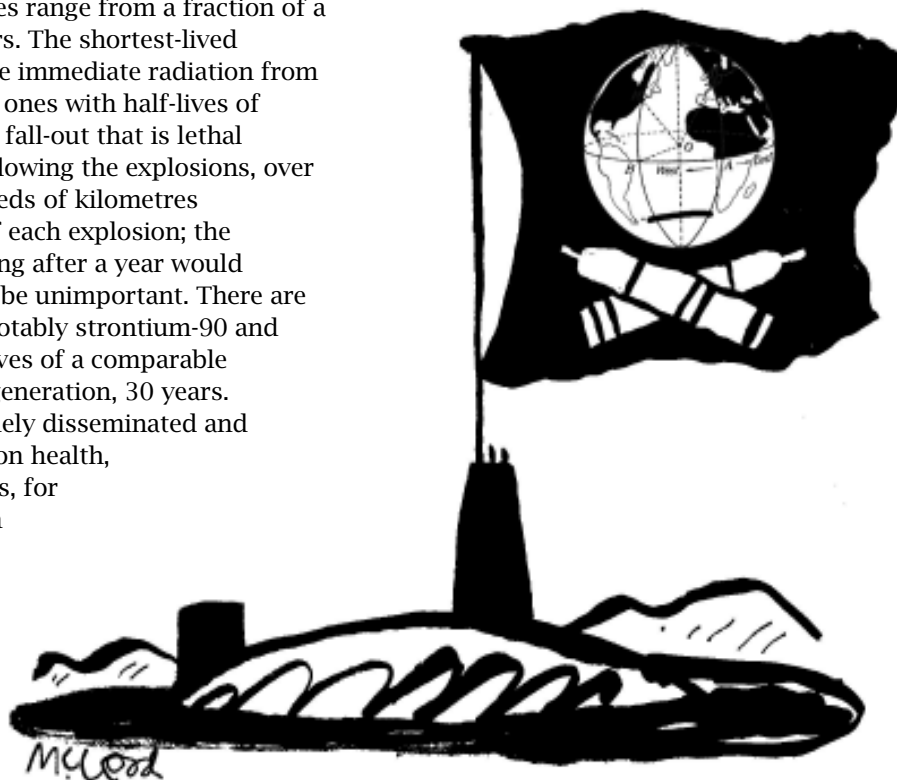 es range from a fraction of a
rs. The shortest-lived
e immediate radiation from
ones with half-lives of
fall-out that is lethal
lowing the explosions, over
eds of kilometres
f each explosion; the
ng after a year would
be unimportant. There are
otably strontium-90 and
ves of a comparable
eneration, 30 years.
ely disseminated and
on health,
s, for
O
B West A East
McLeod